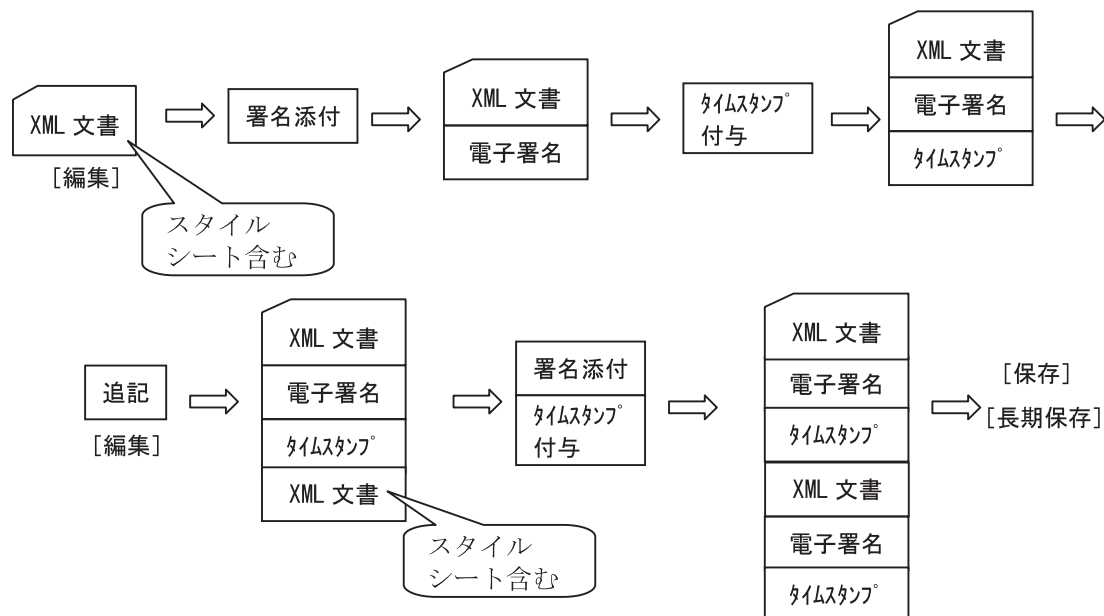 XML 文書
[編集]
スタイル
シート含む
署名添付
XML 文書
電子署名
ﾀｲﾑｽﾀﾝﾌﾟ
付与
XML 文書
電子署名
ﾀｲﾑｽﾀﾝﾌﾟ
追記
[編集]
XML 文書
電子署名
ﾀｲﾑｽﾀﾝﾌﾟ
XML 文書
スタイル
シート含む
署名添付
ﾀｲﾑｽﾀﾝﾌﾟ
付与
XML 文書
電子署名
ﾀｲﾑｽﾀﾝﾌﾟ
XML 文書
電子署名
ﾀｲﾑｽﾀﾝﾌﾟ
[保存]
[長期保存]